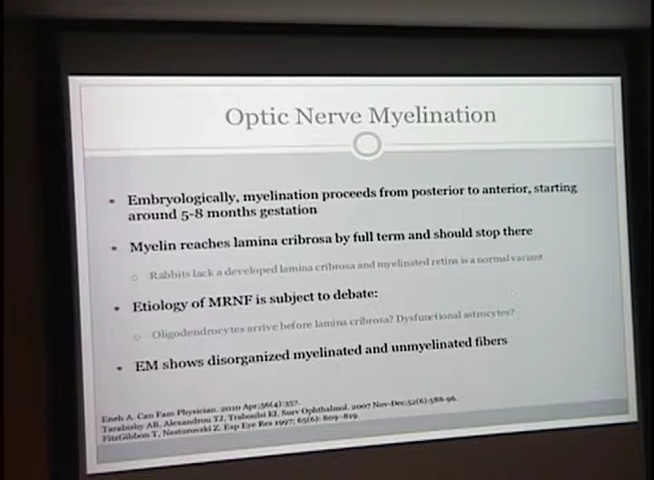 Optic Nerve Myelination
• Embryologically, myelination proceeds from posterior to anterior, starting
around 5-8 months gestation
• Myelin reaches lamina cribrosa by full term and should stop there
○ Rabbits lack a developed lamina cribrosa and myelinated retina is a normal variant
• Etiology of MRNF is subject to debate:
○ Oligodendrocytes arrive before lamina cribrosa? Dysfunctional astrocytes?
• EM shows disorganized myelinated and unmyelinated fibers
A. Can Fam Physician. 2010 Apr;56(4):357.
Tarabishy AB, Alexandrou TJ, Traboulsi EI. Surv Ophthalmol. 2007 Nov-Dec;52(6):588-96.
FitzGibbon T, Nestorovski Z. Exp Eye Res 1997; 65(6): 809-819.